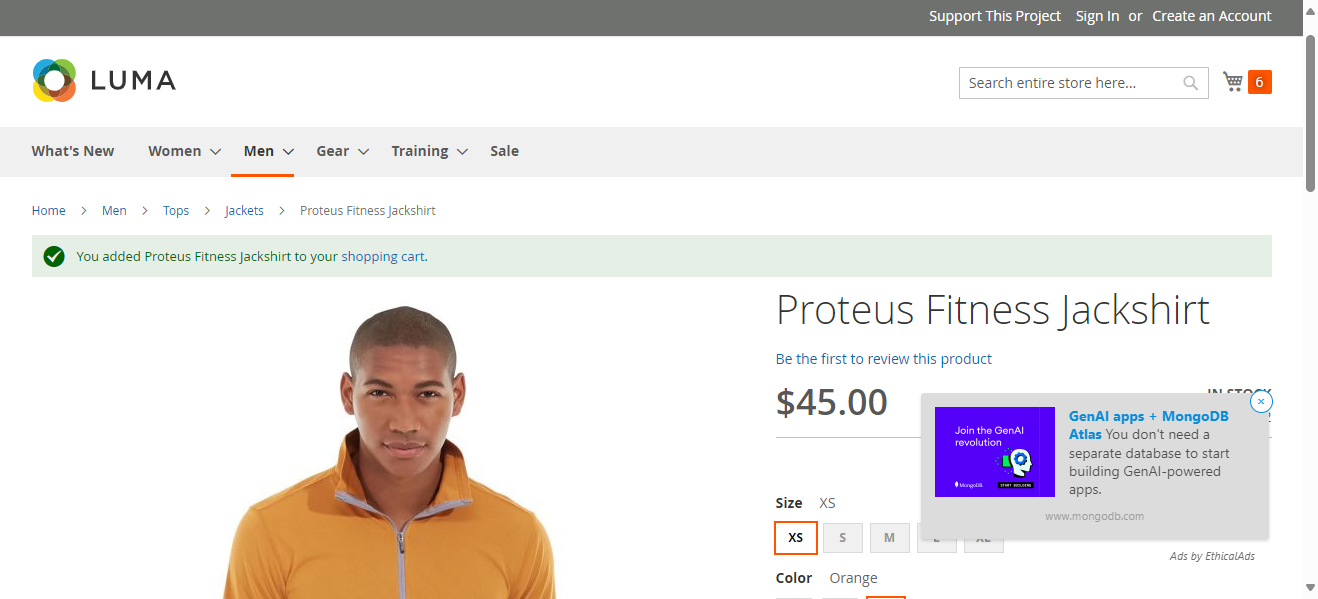 Support This Project Sign In or Create an Account
LUMA
Search entire store here...
6
What's New Women Men Gear Training Sale
Home Men Tops Jackets Proteus Fitness Jackshirt
You added Proteus Fitness Jackshirt to your shopping cart.
Proteus Fitness Jackshirt
Be the first to review this product
$45.00
IN STOCK
Join the GenAI
revolution
MongoDB
START BUILDING
GenAI apps + MongoDB
Atlas You don't need a
separate database to start
building GenAI-powered
apps.
www.mongodb.com
Ads by EthicalAds
Size XS
XS S M L XL
Color Orange